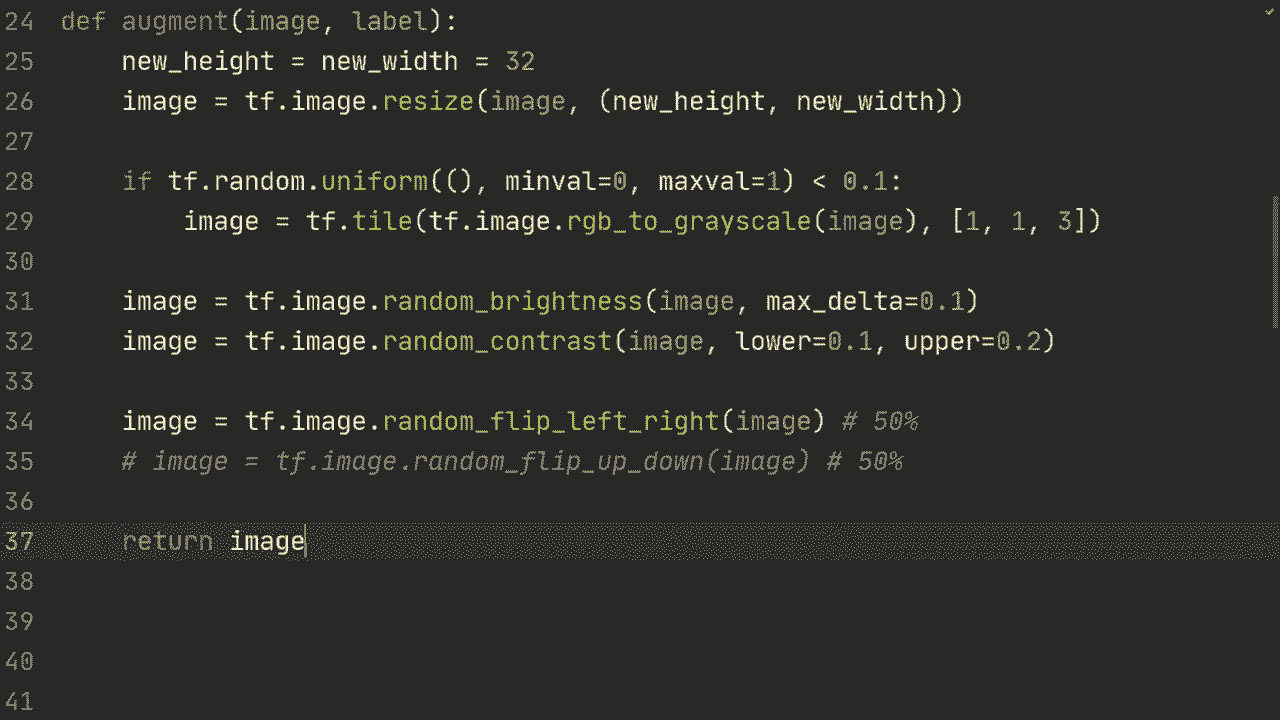 24 def augment(image, label):
25     new_height = new_width = 32
26     image = tf.image.resize(image, (new_height, new_width))
27
28     if tf.random.uniform((), minval=0, maxval=1) < 0.1:
29         image = tf.tile(tf.image.rgb_to_grayscale(image), [1, 1, 3])
30
31     image = tf.image.random_brightness(image, max_delta=0.1)
32     image = tf.image.random_contrast(image, lower=0.1, upper=0.2)
33
34     image = tf.image.random_flip_left_right(image) # 50%
35     # image = tf.image.random_flip_up_down(image) # 50%
36
37     return image
38
39
40
41